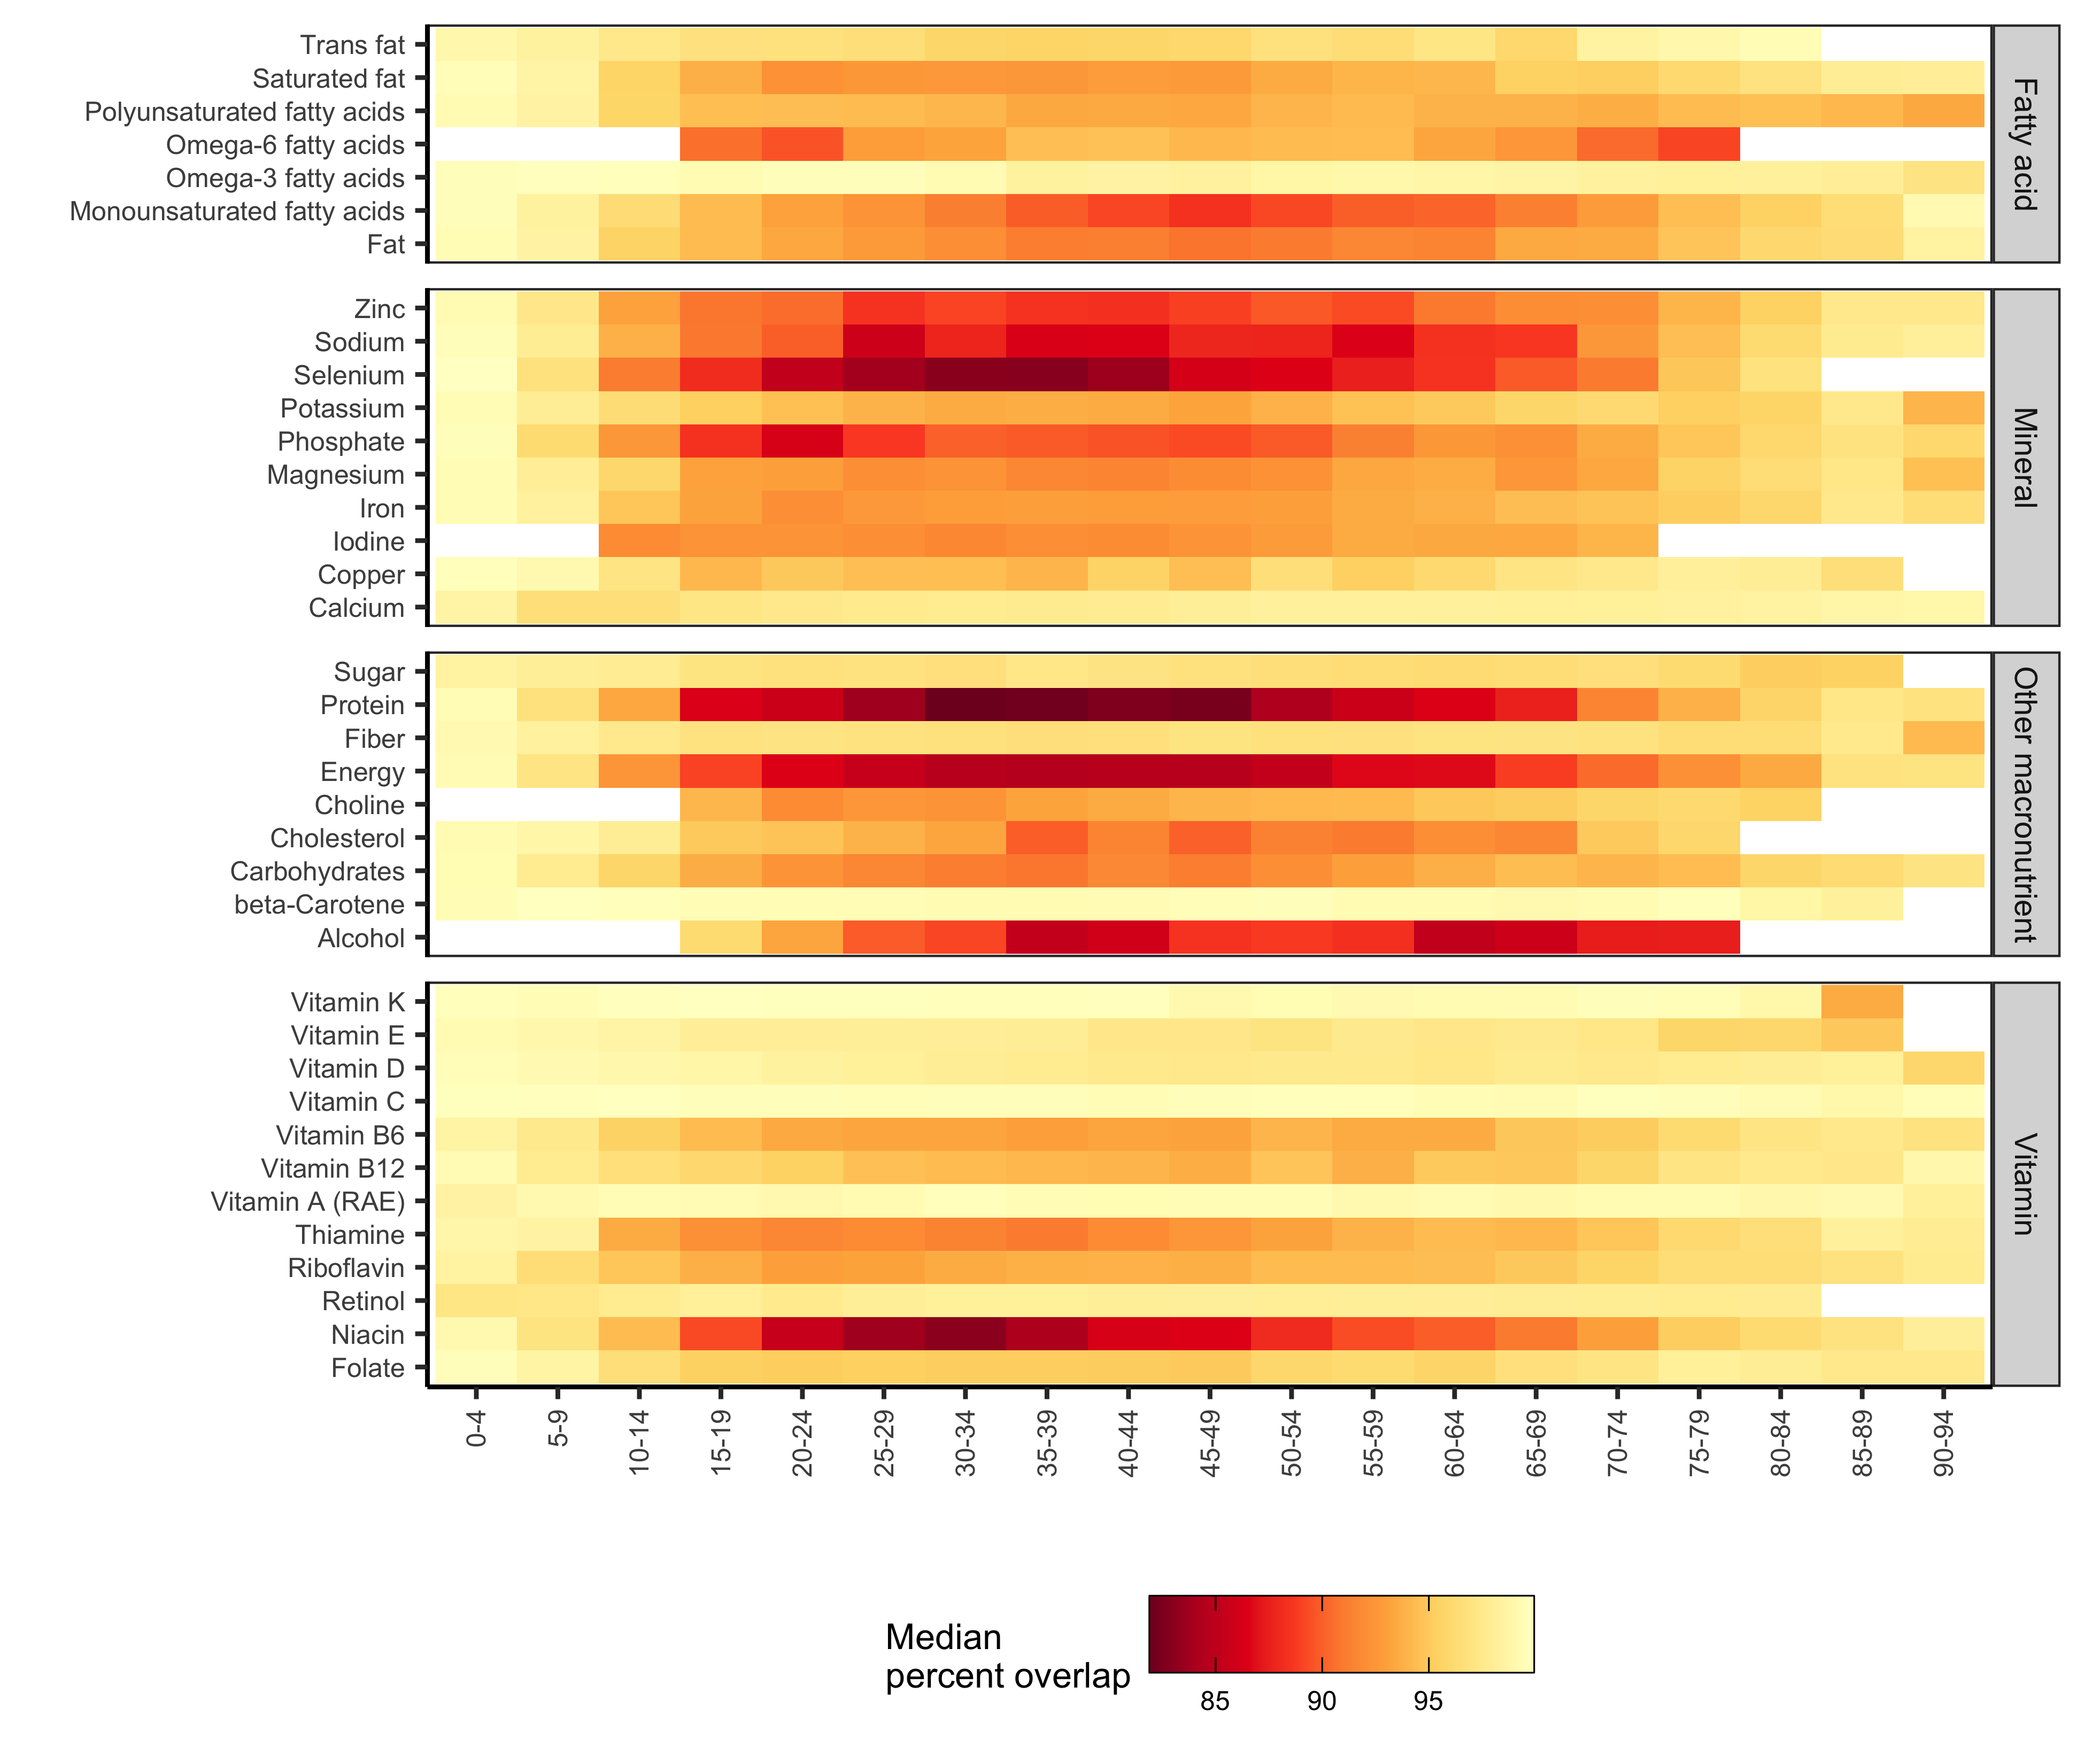 Trans fat
Saturated fat
Polyunsaturated fatty acids
Omega-6 fatty acids
Omega-3 fatty acids
Monounsaturated fatty acids
Fat
Fatty acid
Zinc
Sodium
Selenium
Potassium
Phosphate
Magnesium
Iron
Iodine
Copper
Calcium
Mineral
Sugar
Protein
Fiber
Energy
Choline
Cholesterol
Carbohydrates
beta-Carotene
Alcohol
Other macronutrient
Vitamin K
Vitamin E
Vitamin D
Vitamin C
Vitamin B6
Vitamin B12
Vitamin A (RAE)
Thiamine
Riboflavin
Retinol
Niacin
Folate
Vitamin
0-4
5-9
10-14
15-19
20-24
25-29
30-34
35-39
40-44
45-49
50-54
55-59
60-64
65-69
70-74
75-79
80-84
85-89
90-94
Median
percent overlap
85 90 95